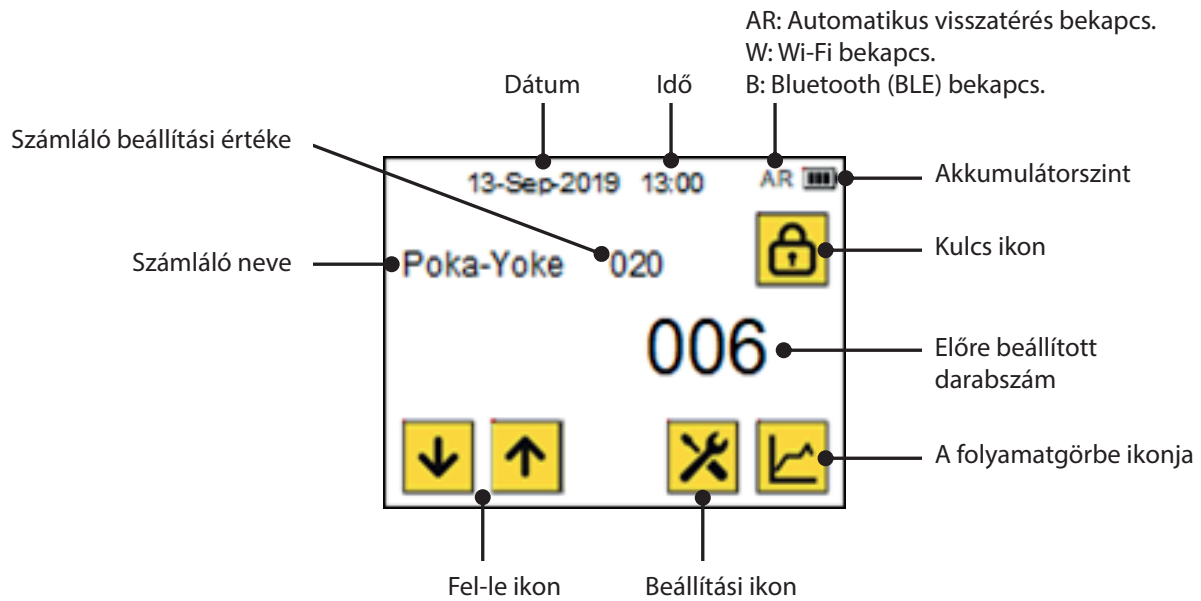 AR: Automatikus visszatérés bekapcs.
W: Wi-Fi bekapcs.
B: Bluetooth (BLE) bekapcs.
Dátum
Idő
Számláló beállítási értéke
13-Sep-2019 13:00 AR
Akkumulátorszint
Kulcs ikon
Számláló neve
Poka-Yoke 020
006
Előre beállított
darabszám
A folyamatgörbe ikonja
Fel-le ikon
Beállítási ikon